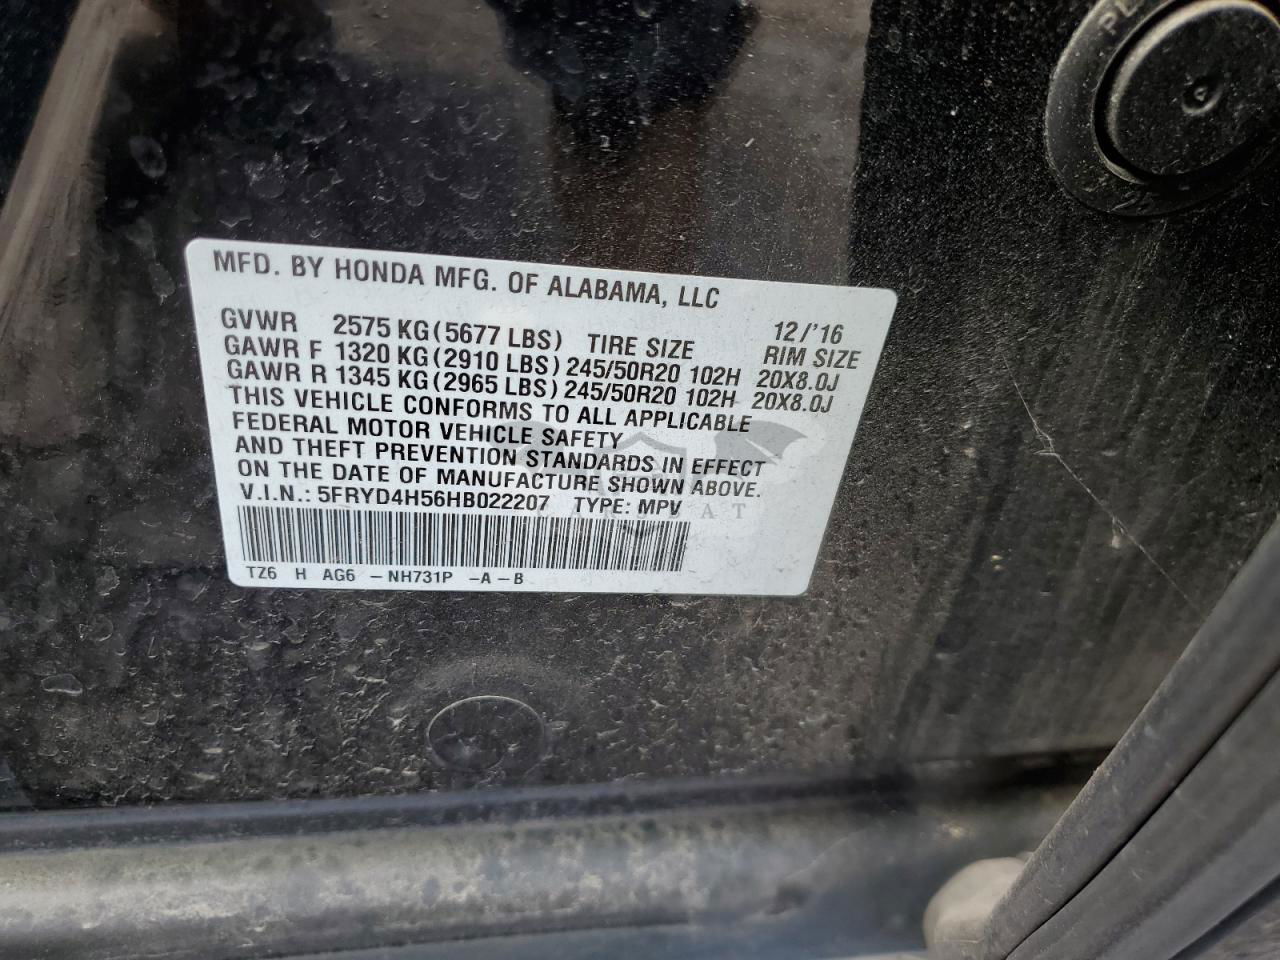 MFD. BY HONDA MFG. OF ALABAMA, LLC
12/'16
GVWR 2575 KG (5677 LBS) TIRE SIZE RIM SIZE
GAWR F 1320 KG (2910 LBS) 245/50R20 102H 20X8.0J
GAWR R 1345 KG (2965 LBS) 245/50R20 102H 20X8.0J
THIS VEHICLE CONFORMS TO ALL APPLICABLE
FEDERAL MOTOR VEHICLE SAFETY
AND THEFT PREVENTION STANDARDS IN EFFECT
ON THE DATE OF MANUFACTURE SHOWN ABOVE.
V.I.N.: 5FRYD4H56HB022207 TYPE: MPV
TZ6 H AG6 - NH731P -A - B